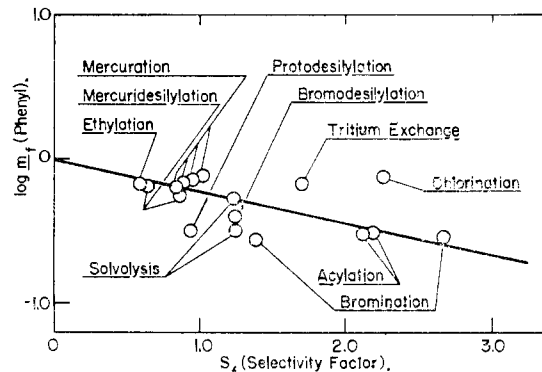 1.0
Mercuration
Protodesilylation
Mercuridesilylation
Bromodesilylation
Ethylation
Tritium Exchange
0
Chlorination
log m_f (Phenyl).
Solvolysis
Acylation
-1.0
Bromination
0 1.0 2.0 3.0
S_f (Selectivity Factor).